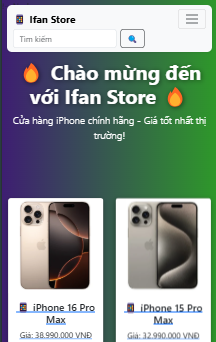 Ifan Store
Tìm kiếm
Chào mừng đến
với Ifan Store
Cửa hàng iPhone chính hãng - Giá tốt nhất thị
trường!
iPhone 16 Pro
Max
Giá: 38.990.000 VNĐ
iPhone 15 Pro
Max
Giá: 32.990.000 VNĐ